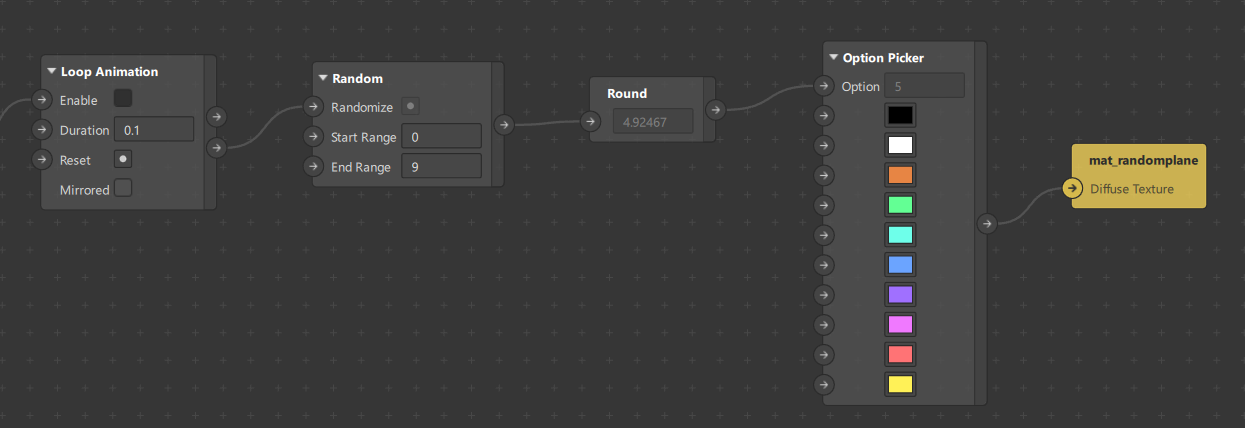 Loop Animation
Enable
Duration 0.1
Reset
Mirrored
Random
Randomize
Start Range 0
End Range 9
Round
4.92467
Option Picker
Option 5
mat_randomplane
Diffuse Texture